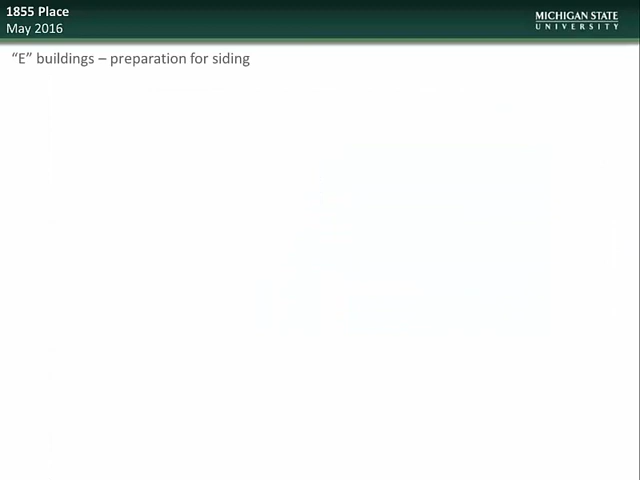 1855 Place
May 2016
MICHIGAN STATE
UNIVERSITY
“E” buildings – preparation for siding